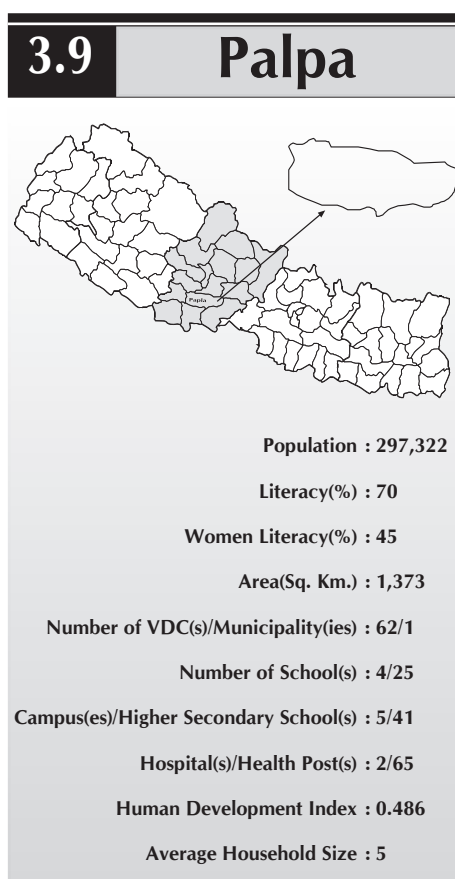 3.9 Palpa
Palpa
Population : 297,322
Literacy(%) : 70
Women Literacy(%) : 45
Area(Sq. Km.) : 1,373
Number of VDC(s)/Municipality(ies) : 62/1
Number of School(s) : 4/25
Campus(es)/Higher Secondary School(s) : 5/41
Hospital(s)/Health Post(s) : 2/65
Human Development Index : 0.486
Average Household Size : 5